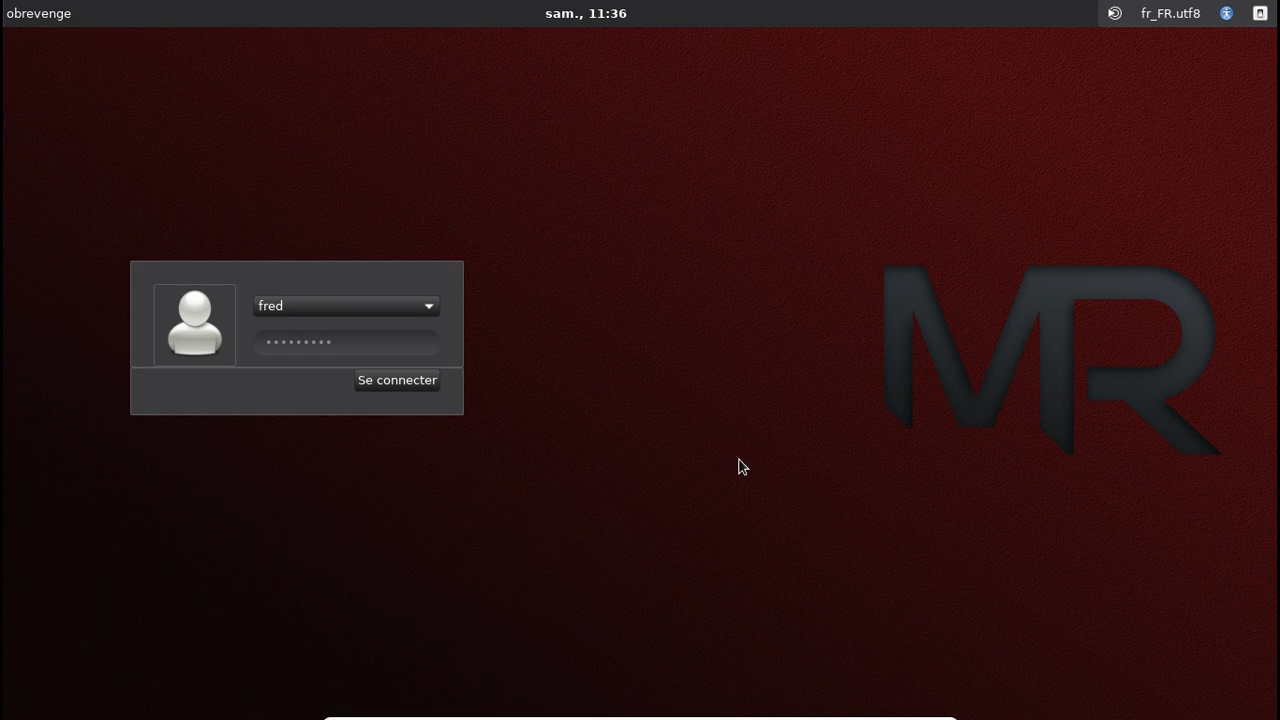 obrevenge
sam., 11:36
fr_FR.utf8
fred
Se connecter
MR